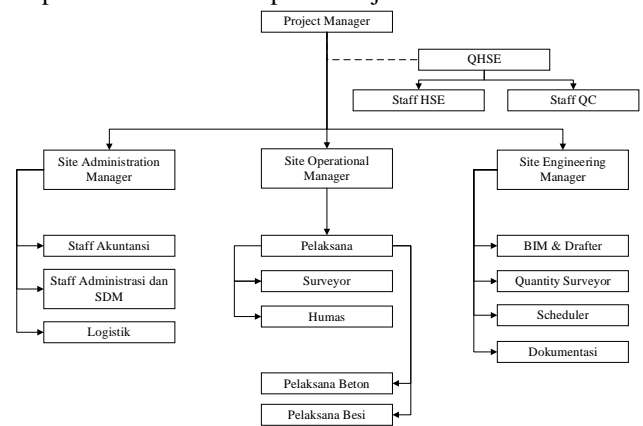 Project Manager
QHSE
Staff HSE
Staff QC
Site Administration
Manager
Site Operational
Manager
Site Engineering
Manager
Staff Akuntansi
Staff Administrasi dan
SDM
Logistik
Pelaksana
Surveyor
Humas
Pelaksana Beton
Pelaksana Besi
BIM & Drafter
Quantity Surveyor
Scheduler
Dokumentasi